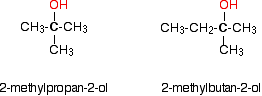 OH
CH₃-C-CH₃
CH₃
2-methylpropan-2-ol
OH
CH₃-CH₂-C-CH₃
CH₃
2-methylbutan-2-ol